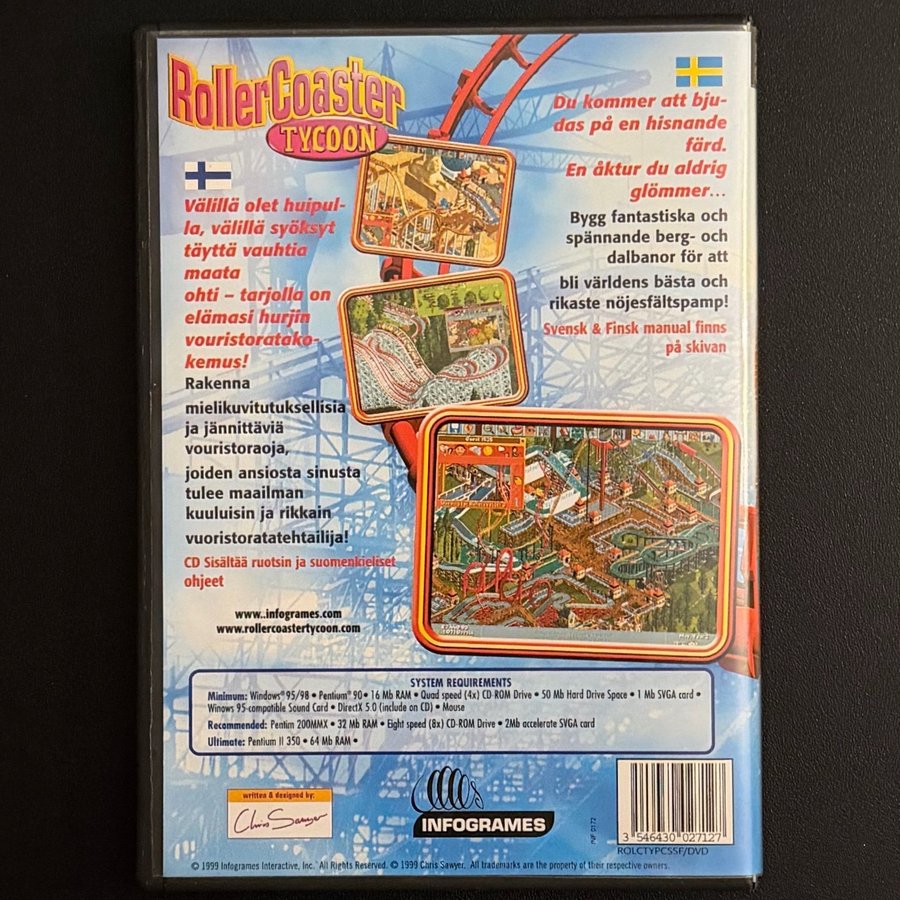 RollerCoaster
TYCOON
Välillä olet huipul-
la, välillä syöksyt
täyttä vauhtia
maata
ohti – tarjolla on
elämasi hurjin
vouristoratako-
kemus!
Rakenna
mielikuvitutuksellisia
ja jännittäviä
vouristoraoja,
joiden ansiosta sinusta
tulee maailman
kuuluisin ja rikkain
vuoristoratatehtailija!
CD Sisältää ruotsin ja suomenkieliset
ohjeet
www..infogrames.com
www.rollercoastertycoon.com
Du kommer att bju-
das på en hisnande
färd.
En åktur du aldrig
glömmer...
Bygg fantastiska och
spännande berg- och
dalbanor för att
bli världens bästa och
rikaste nöjesfältspamp!
Svensk & Finsk manual finns
på skivan
SYSTEM REQUIREMENTS
Minimum: Windows® 95/98 • Pentium® 90 • 16 Mb RAM • Quad speed (4x) CD-ROM Drive • 50 Mb Hard Drive Space • 1 Mb SVGA card •
Winows 95-compatible Sound Card • DirectX 5.0 (include on CD) • Mouse
Recommended: Pentim 200MMX • 32 Mb RAM • Eight speed (8x) CD-ROM Drive • 2Mb accelerate SVGA card
Ultimate: Pentium II 350 • 64 Mb RAM •
written & designed by:
Chris Sawyer
INFOGRAMES
INF 0172
3 546430 027127
ROLCTYPCSSF/DVD
© 1999 Infogrames Interactive, Inc. All Rights Reserved. © 1999 Chris Sawyer. All trademarks are the property of their respective owners.